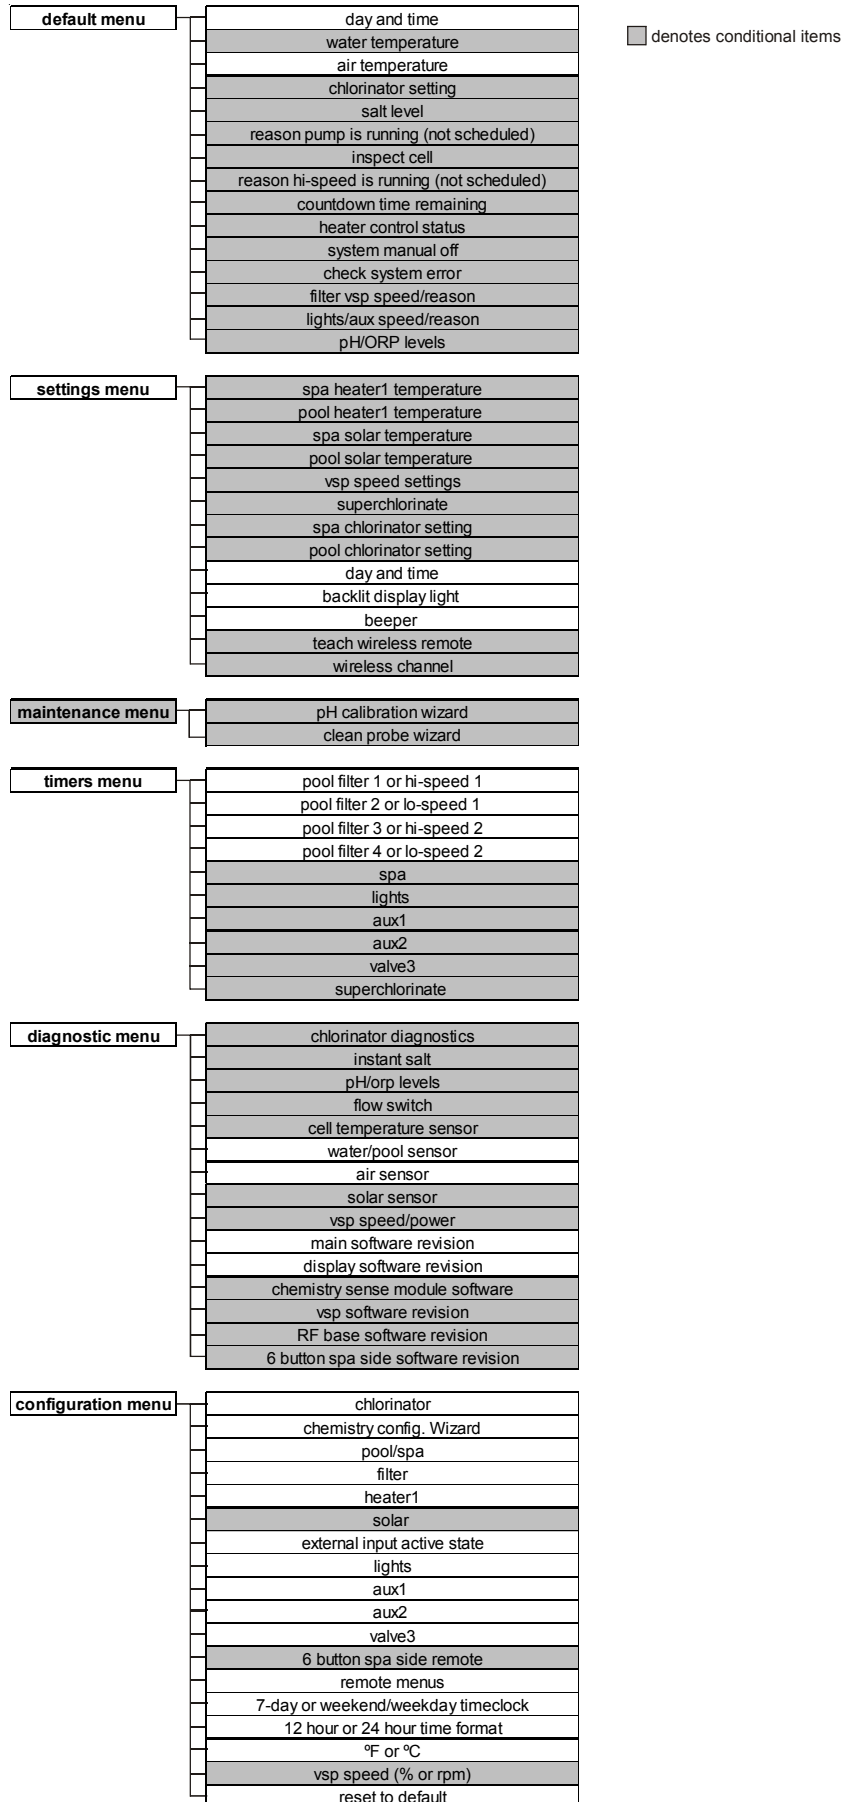 default menu
day and time
denotes conditional items
water temperature
air temperature
chlorinator setting
salt level
reason pump is running (not scheduled)
inspect cell
reason hi-speed is running (not scheduled)
countdown time remaining
heater control status
system manual off
check system error
filter vsp speed/reason
lights/aux speed/reason
pH/ORP levels
settings menu
spa heater1 temperature
pool heater1 temperature
spa solar temperature
pool solar temperature
vsp speed settings
superchlorinate
spa chlorinator setting
pool chlorinator setting
day and time
backlit display light
beeper
teach wireless remote
wireless channel
maintenance menu
pH calibration wizard
clean probe wizard
timers menu
pool filter 1 or hi-speed 1
pool filter 2 or lo-speed 1
pool filter 3 or hi-speed 2
pool filter 4 or lo-speed 2
spa
lights
aux1
aux2
valve3
superchlorinate
diagnostic menu
chlorinator diagnostics
instant salt
pH/orp levels
flow switch
cell temperature sensor
water/pool sensor
air sensor
solar sensor
vsp speed/power
main software revision
display software revision
chemistry sense module software
vsp software revision
RF base software revision
6 button spa side software revision
configuration menu
chlorinator
chemistry config. Wizard
pool/spa
filter
heater1
solar
external input active state
lights
aux1
aux2
valve3
6 button spa side remote
remote menus
7-day or weekend/weekday timeclock
12 hour or 24 hour time format
ºF or ºC
vsp speed (% or rpm)
reset to default